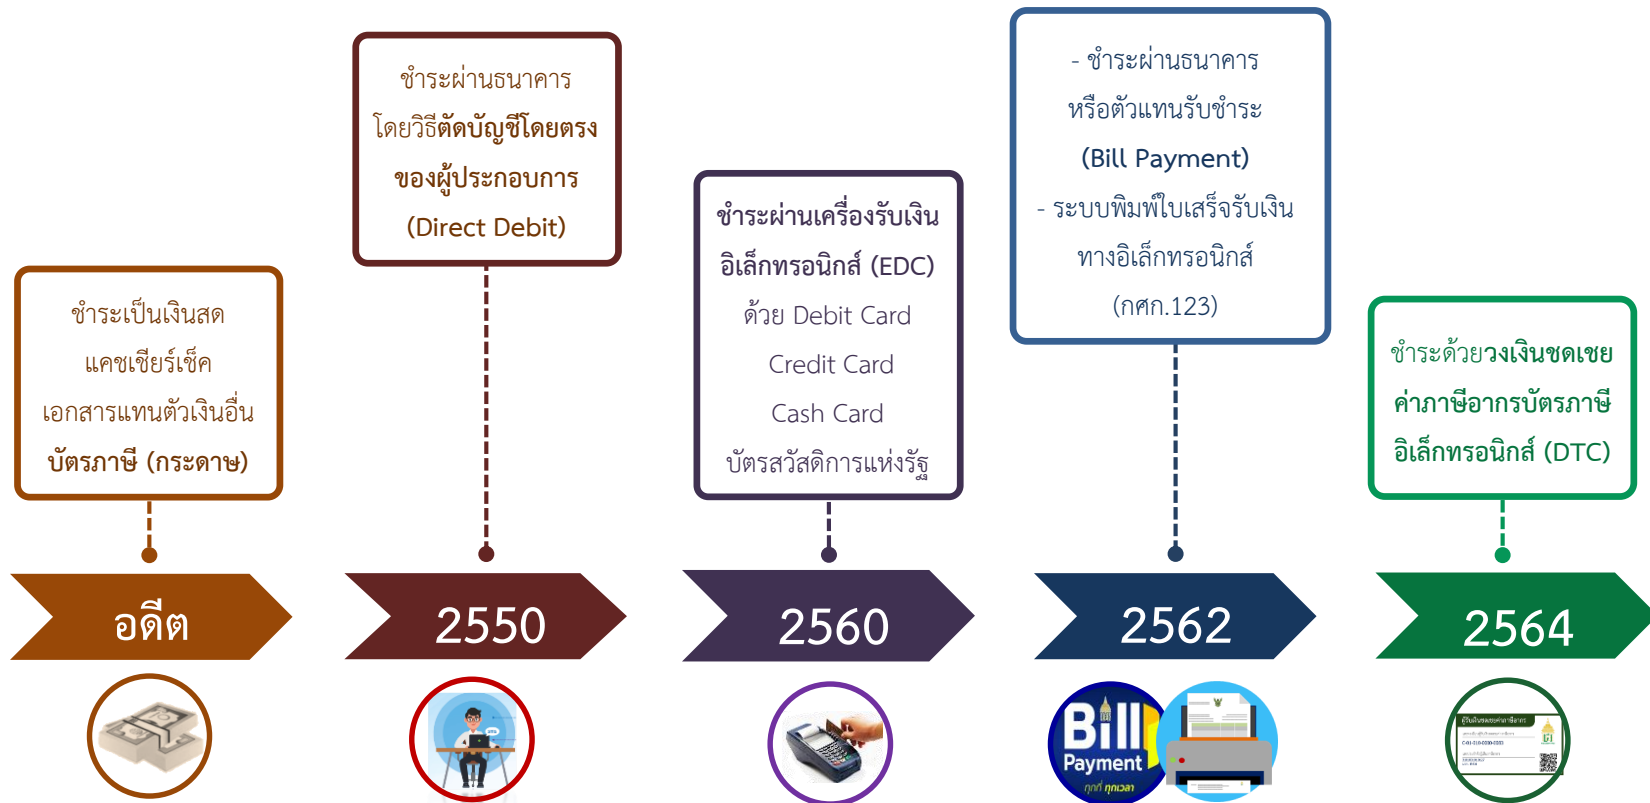 ชำระเป็นเงินสด
แคชเชียร์เช็ค
เอกสารแทนตัวเงินอื่น
บัตรภาษี (กระดาษ)
อดีต
ชำระผ่านธนาคาร
โดยวิธีตัดบัญชีโดยตรง
ของผู้ประกอบการ
(Direct Debit)
2550
ชำระผ่านเครื่องรับเงิน
อิเล็กทรอนิกส์ (EDC)
ด้วย Debit Card
Credit Card
Cash Card
บัตรสวัสดิการแห่งรัฐ
2560
- ชำระผ่านธนาคาร
หรือตัวแทนรับชำระ
(Bill Payment)
- ระบบพิมพ์ใบเสร็จรับเงิน
ทางอิเล็กทรอนิกส์
(กศก.123)
2562
Bill
Payment
ทุกที่ ทุกเวลา
ชำระด้วยวงเงินชดเชย
ค่าภาษีอากรบัตรภาษี
อิเล็กทรอนิกส์ (DTC)
2564